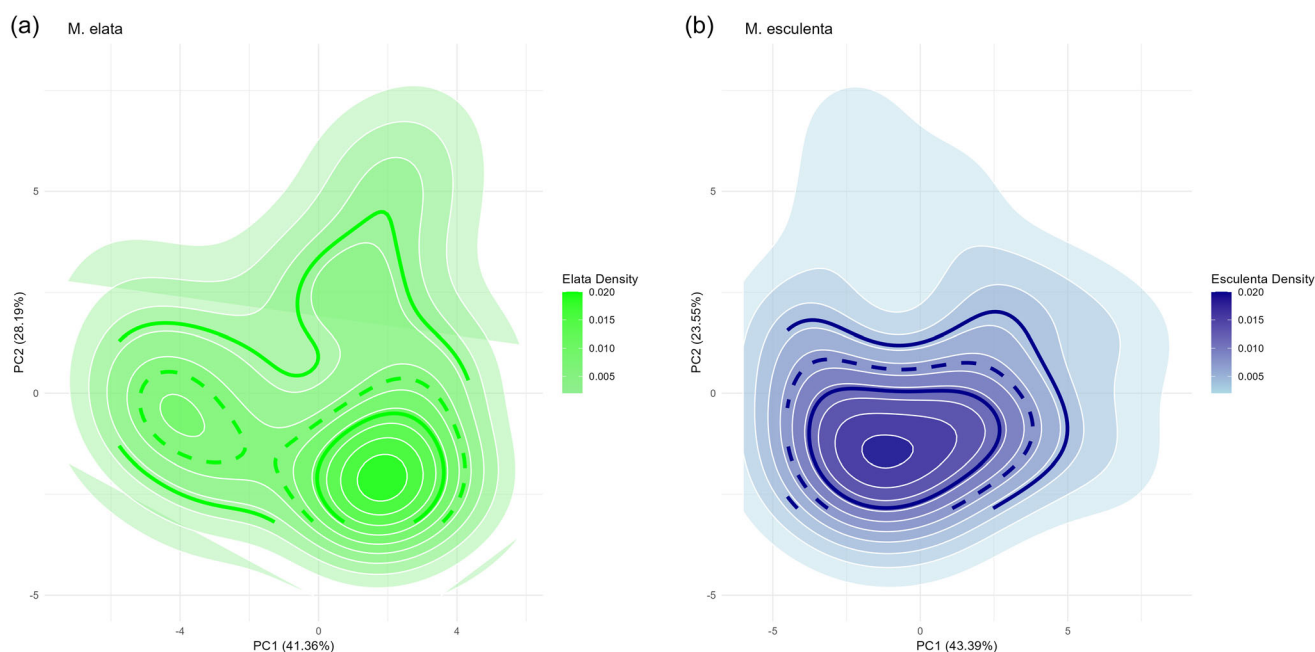 (a) M. elata
5
0
-5
PC2 (28.19%)
-4 0 4
PC1 (41.36%)
Elata Density
0.020
0.015
0.010
0.005
(b) M. esculenta
5
0
-5
PC2 (23.55%)
-5 0 5
PC1 (43.39%)
Esculenta Density
0.020
0.015
0.010
0.005